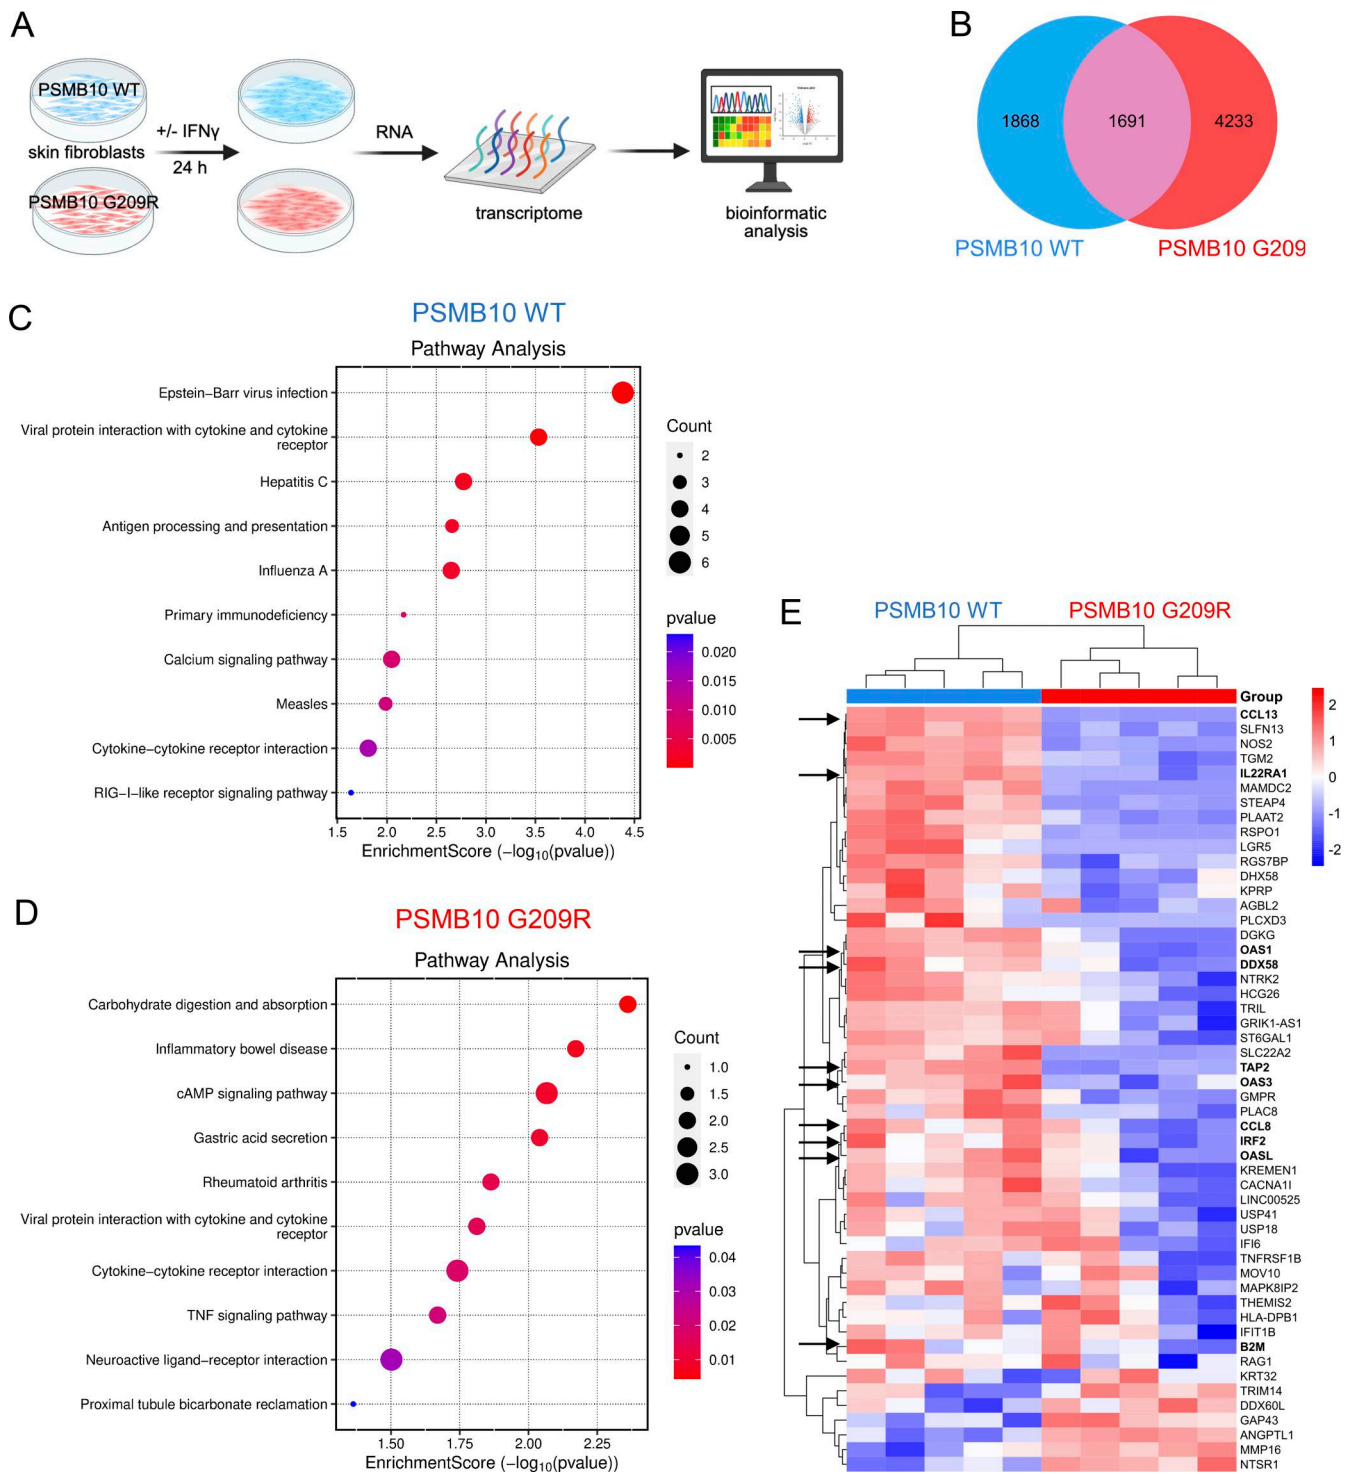 A
PSMB10 WT
skin fibroblasts
PSMB10 G209R
+/- IFNγ
24 h
RNA
transcriptome
bioinformatic
analysis
B
1868
1691
4233
PSMB10 WT
PSMB10 G209
C
PSMB10 WT
Pathway Analysis
Epstein−Barr virus infection
Viral protein interaction with cytokine and cytokine
receptor
Hepatitis C
Antigen processing and presentation
Influenza A
Primary immunodeficiency
Calcium signaling pathway
Measles
Cytokine−cytokine receptor interaction
RIG−I−like receptor signaling pathway
1.5 2.0 2.5 3.0 3.5 4.0 4.5
EnrichmentScore (−log10(pvalue))
Count
2
3
4
5
6
pvalue
0.020
0.015
0.010
0.005
D
PSMB10 G209R
Pathway Analysis
Carbohydrate digestion and absorption
Inflammatory bowel disease
cAMP signaling pathway
Gastric acid secretion
Rheumatoid arthritis
Viral protein interaction with cytokine and cytokine
receptor
Cytokine−cytokine receptor interaction
TNF signaling pathway
Neuroactive ligand−receptor interaction
Proximal tubule bicarbonate reclamation
1.50 1.75 2.00 2.25
EnrichmentScore (−log10(pvalue))
Count
1.0
1.5
2.0
2.5
3.0
pvalue
0.04
0.03
0.02
0.01
E
PSMB10 WT
PSMB10 G209R
Group
CCL13
SLFN13
NOS2
TGM2
IL22RA1
MAMDC2
STEAP4
PLAAT2
RSPO1
LGR5
RGS7BP
DHX58
KPRP
AGBL2
PLCXD3
DGKG
OAS1
DDX58
NTRK2
HCG26
TRIL
GRIK1-AS1
ST6GAL1
SLC22A2
TAP2
OAS3
GMPR
PLAC8
CCL8
IRF2
OASL
KREMEN1
CACNA1I
LINC00525
USP41
USP18
IFI6
TNFRSF1B
MOV10
MAPK8IP2
THEMIS2
HLA-DPB1
IFIT1B
B2M
RAG1
KRT32
TRIM14
DDX60L
GAP43
ANGPTL1
MMP16
NTSR1
2
1
0
-1
-2